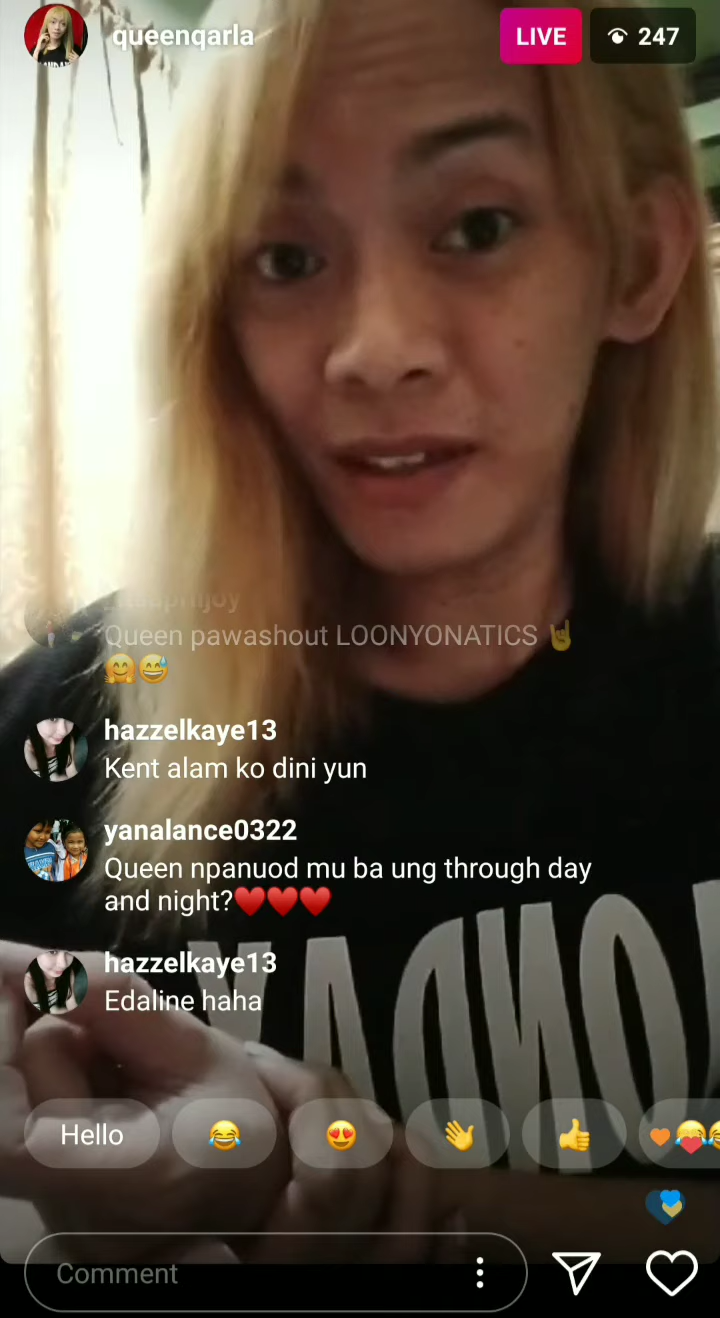 queenqarla
LIVE
247
Queen pawashout LOONYONATICS 🤘
🤗😅
hazzelkaye13
Kent alam ko dini yun
yanalance0322
Queen npanuod mu ba ung through day
and night?❤️❤️❤️
hazzelkaye13
Edaline haha
Hello
Comment